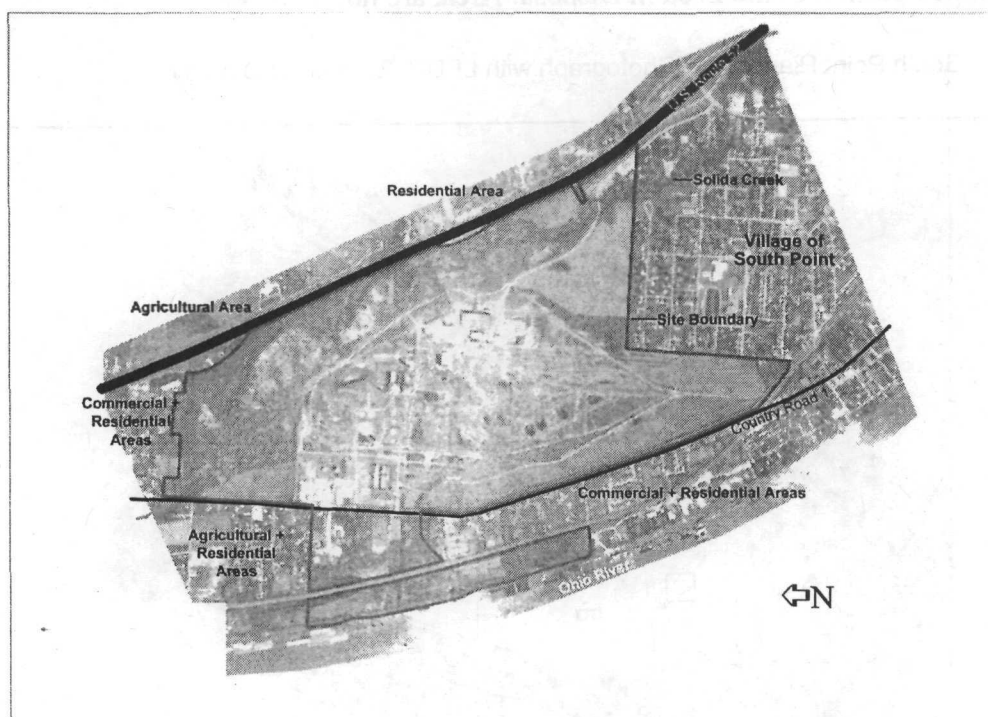 U.S. Route 52
Residential Area
Solida Creek
Village of
South Point
Agricultural Area
Site Boundary
Commercial +
Residential
Areas
Country Road 1
Commercial + Residential Areas
Agricultural +
Residential
Areas
Ohio River
N